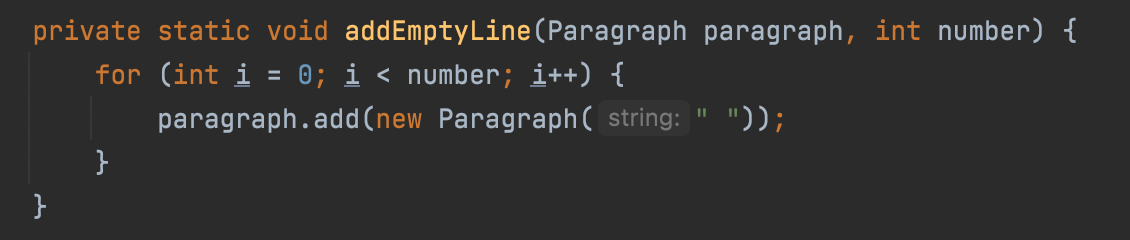 private static void addEmptyLine(Paragraph paragraph, int number) {
    for (int i = 0; i < number; i++) {
        paragraph.add(new Paragraph( string: " "));
    }
}